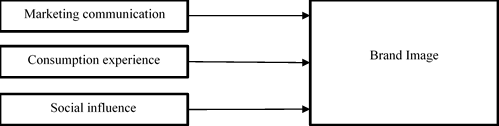 Marketing communication
Consumption experience
Brand Image
Social influence